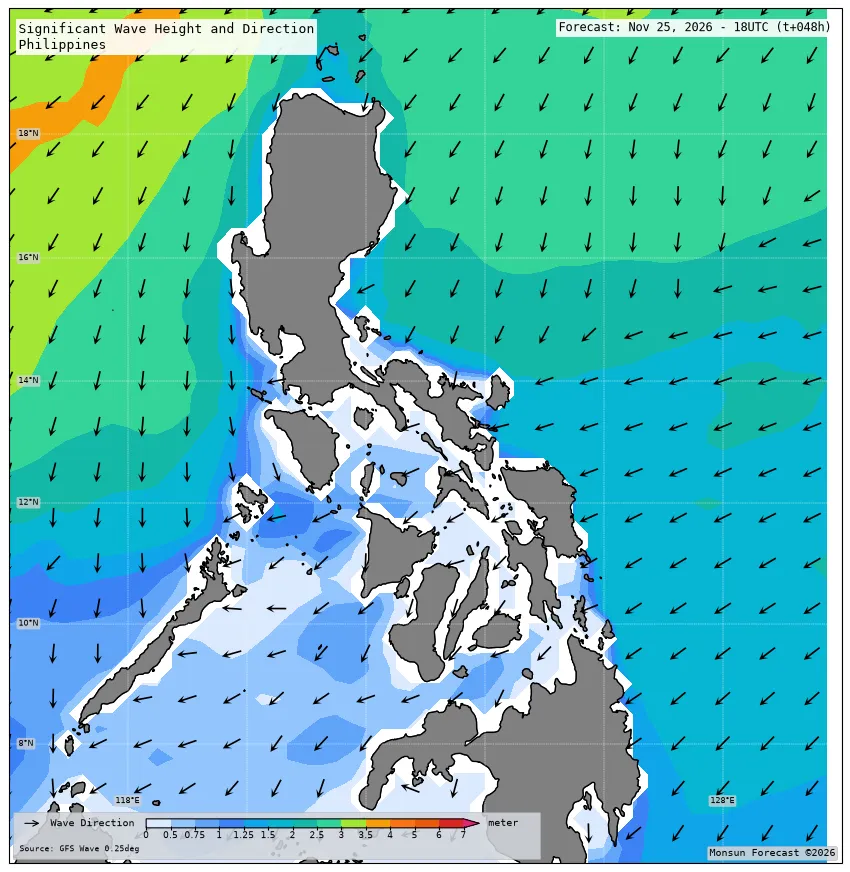 Significant Wave Height and Direction
Philippines
Forecast: Nov 25, 2026 - 18UTC (t+048h)
18°N
16°N
14°N
12°N
10°N
8°N
118°E
128°E
Wave Direction
0 0.5 0.75 1 1.25 1.5 2 2.5 3 3.5 4 5 6 7
meter
Source: GFS Wave 0.25deg
Monsun Forecast ©2026